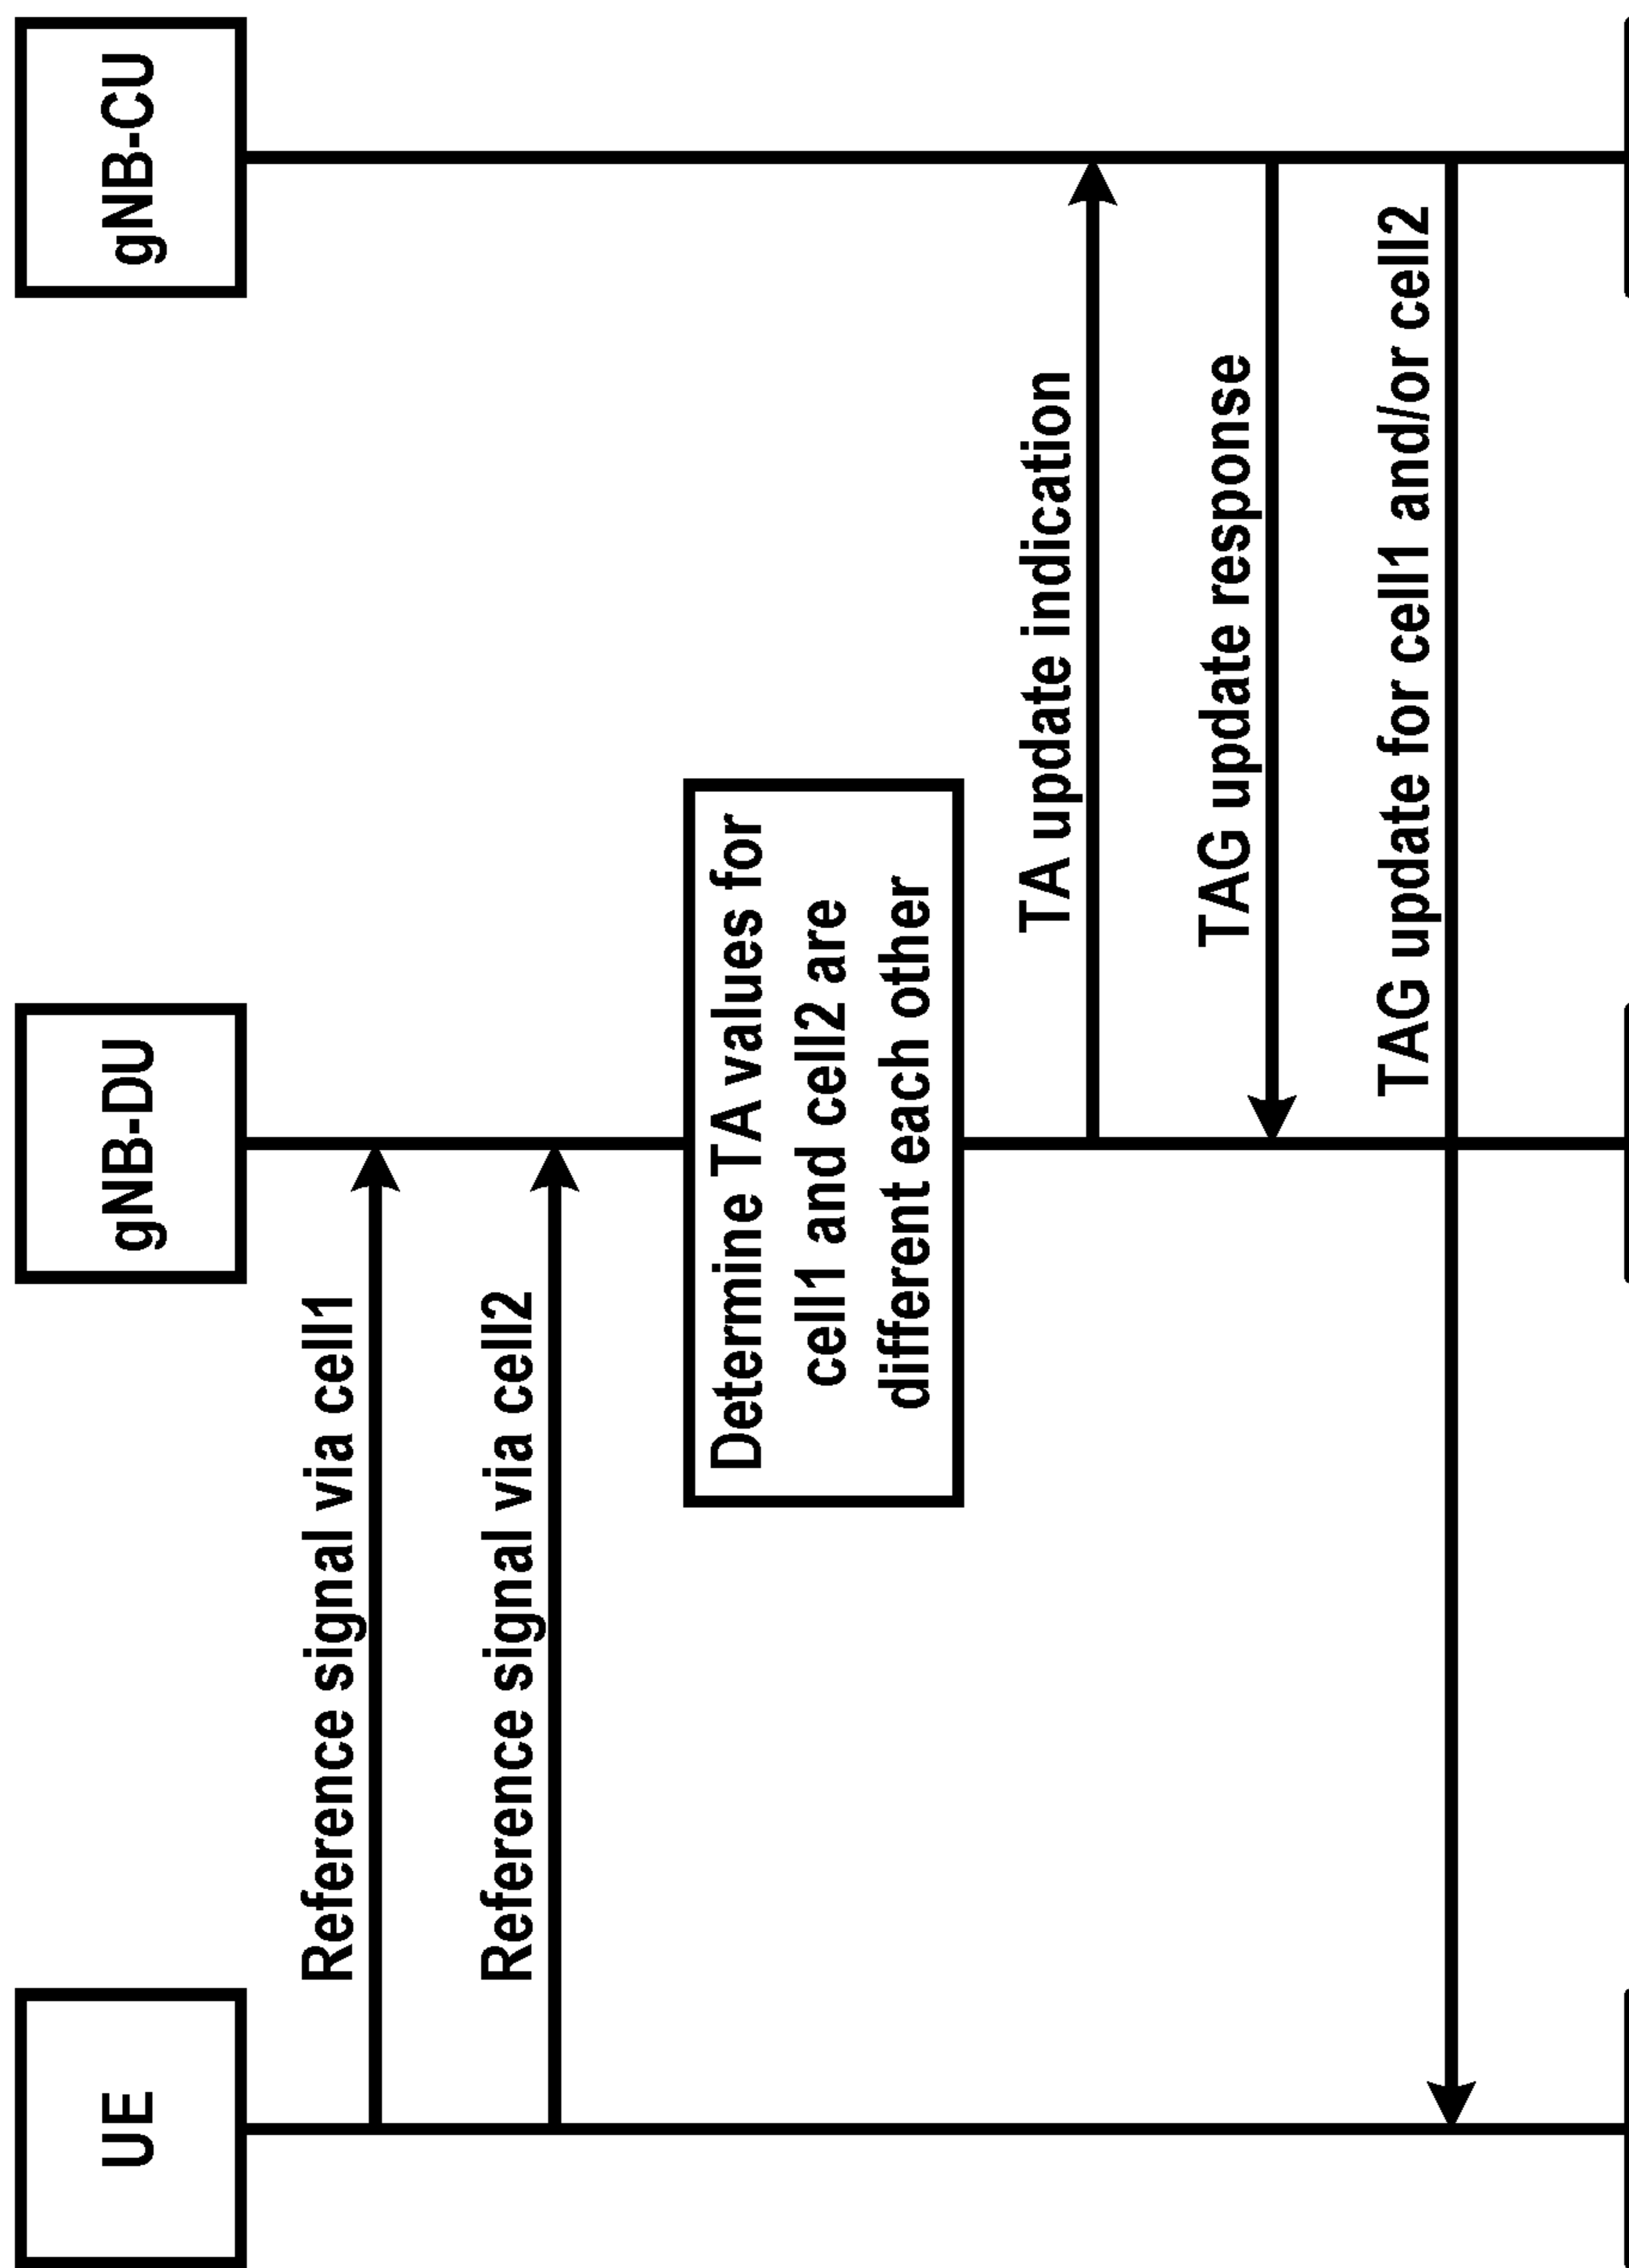 UE
gNB-DU
gNB-CU
Reference signal via cell1
Reference signal via cell2
Determine TA values for
cell1 and cell2 are
different each other
TA update indication
TAG update response
TAG update for cell1 and/or cell2